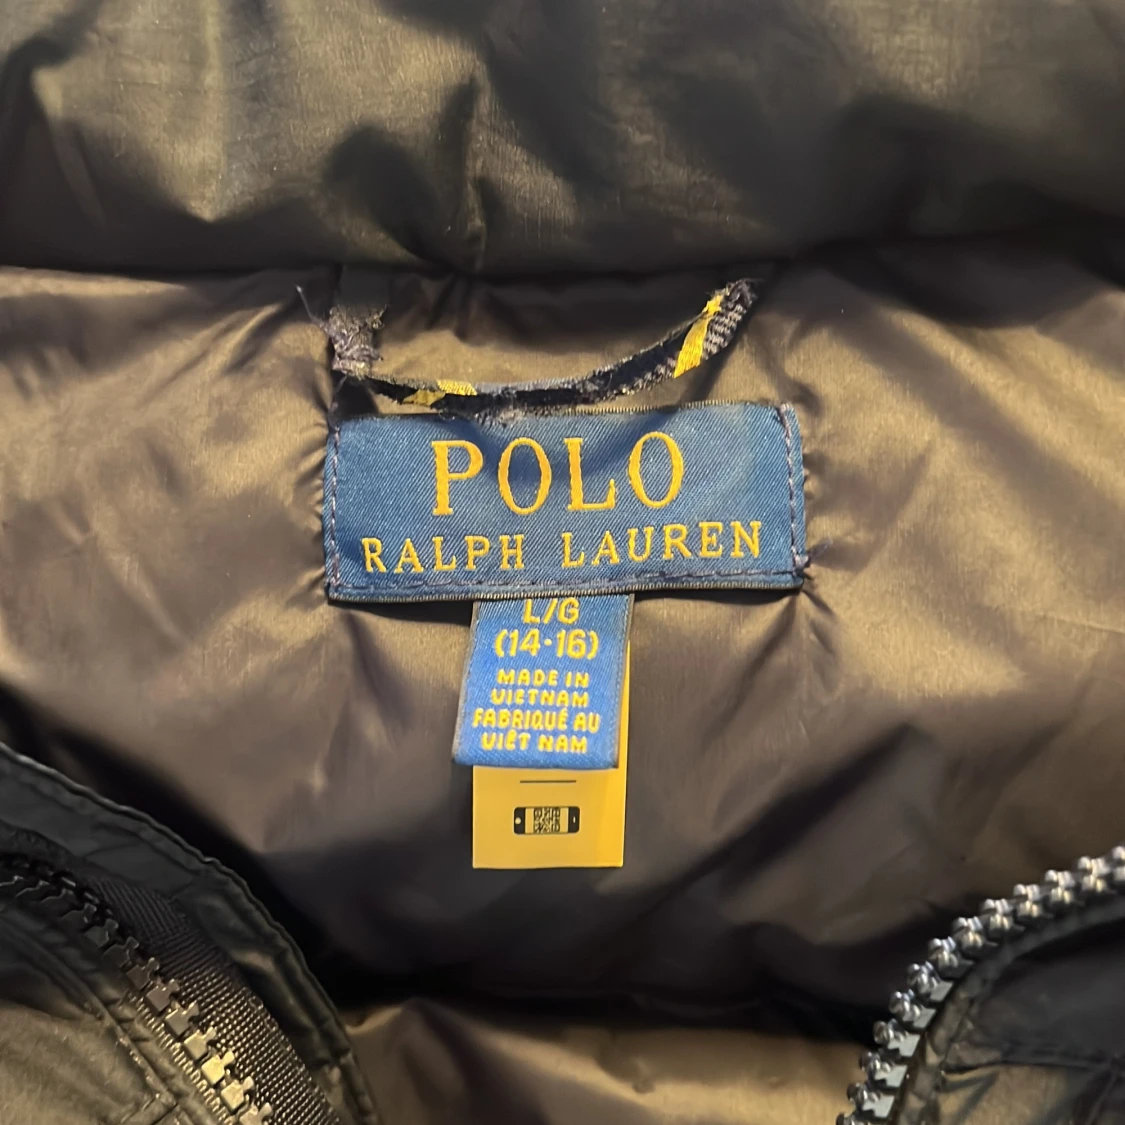 POLO
RALPH LAUREN
L/G
(14-16)
MADE IN
VIETNAM
FABRIQUÉ AU
VIÊT NAM